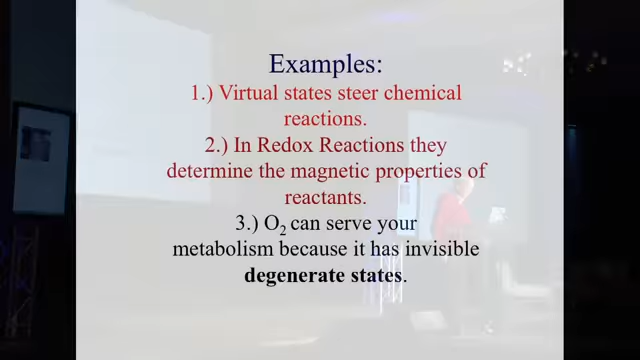 Examples:
1.) Virtual states steer chemical
reactions.
2.) In Redox Reactions they
determine the magnetic properties of
reactants.
3.) O₂ can serve your
metabolism because it has invisible
degenerate states.